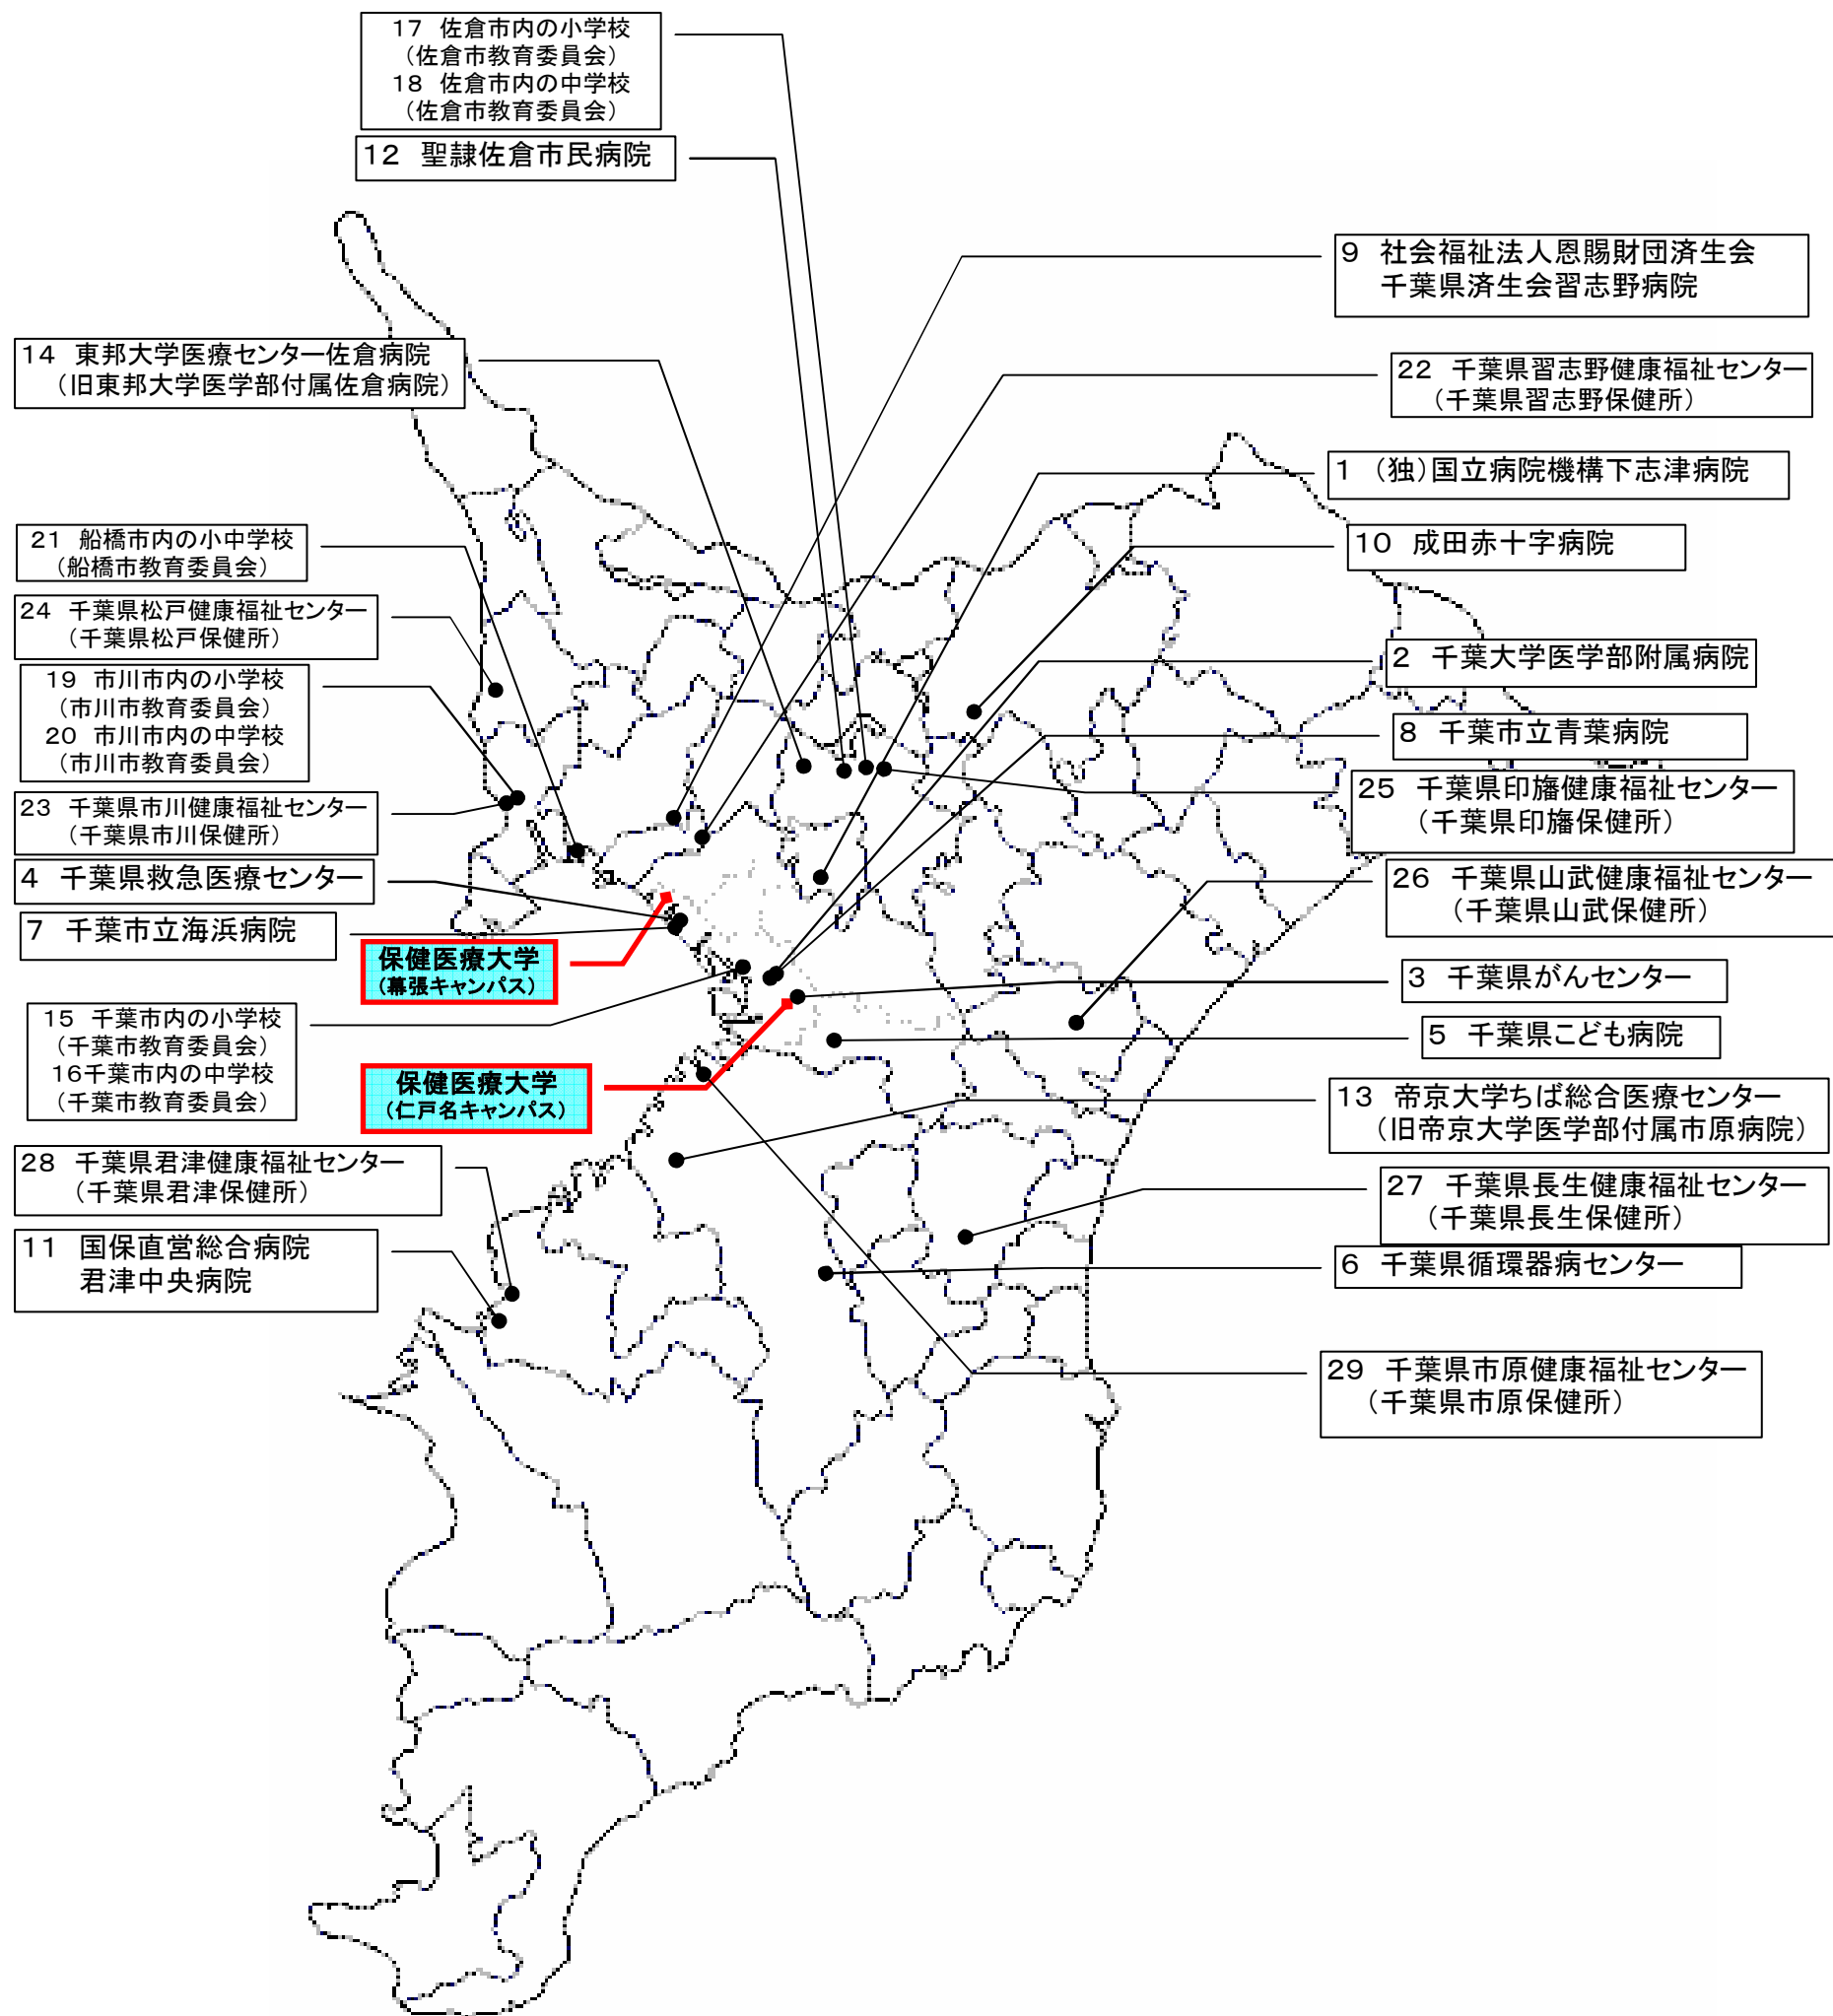 17 佐倉市内の小学校
(佐倉市教育委員会)
18 佐倉市内の中学校
(佐倉市教育委員会)
12 聖隷佐倉市民病院
9 社会福祉法人恩賜財団済生会
千葉県済生会習志野病院
14 東邦大学医療センター佐倉病院
(旧東邦大学医学部付属佐倉病院)
22 千葉県習志野健康福祉センター
(千葉県習志野保健所)
1 (独)国立病院機構下志津病院
21 船橋市内の小中学校
(船橋市教育委員会)
10 成田赤十字病院
24 千葉県松戸健康福祉センター
(千葉県松戸保健所)
2 千葉大学医学部附属病院
19 市川市内の小学校
(市川市教育委員会)
20 市川市内の中学校
(市川市教育委員会)
8 千葉市立青葉病院
25 千葉県印旛健康福祉センター
(千葉県印旛保健所)
23 千葉県市川健康福祉センター
(千葉県市川保健所)
4 千葉県救急医療センター
26 千葉県山武健康福祉センター
(千葉県山武保健所)
7 千葉市立海浜病院
保健医療大学
(幕張キャンパス)
3 千葉県がんセンター
15 千葉市内の小学校
(千葉市教育委員会)
16千葉市内の中学校
(千葉市教育委員会)
5 千葉県こども病院
保健医療大学
(仁戸名キャンパス)
13 帝京大学ちば総合医療センター
(旧帝京大学医学部付属市原病院)
28 千葉県君津健康福祉センター
(千葉県君津保健所)
27 千葉県長生健康福祉センター
(千葉県長生保健所)
11 国保直営総合病院
君津中央病院
6 千葉県循環器病センター
29 千葉県市原健康福祉センター
(千葉県市原保健所)